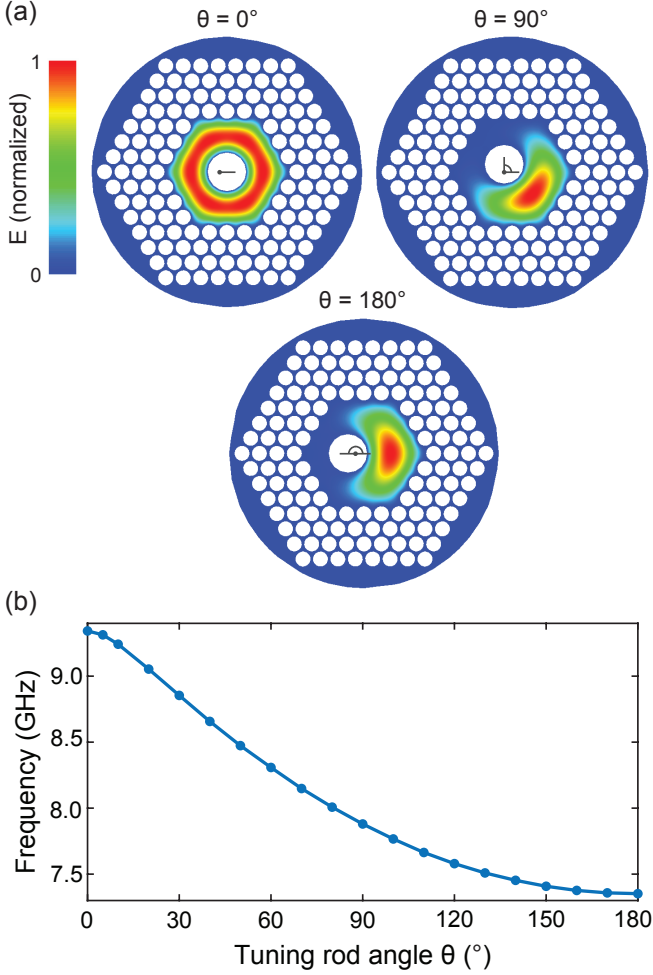 (a)
θ = 0°
θ = 90°
1
E (normalized)
0
θ = 180°
(b)
Frequency (GHz)
9.0
8.5
8.0
7.5
0 30 60 90 120 150 180
Tuning rod angle θ (°)